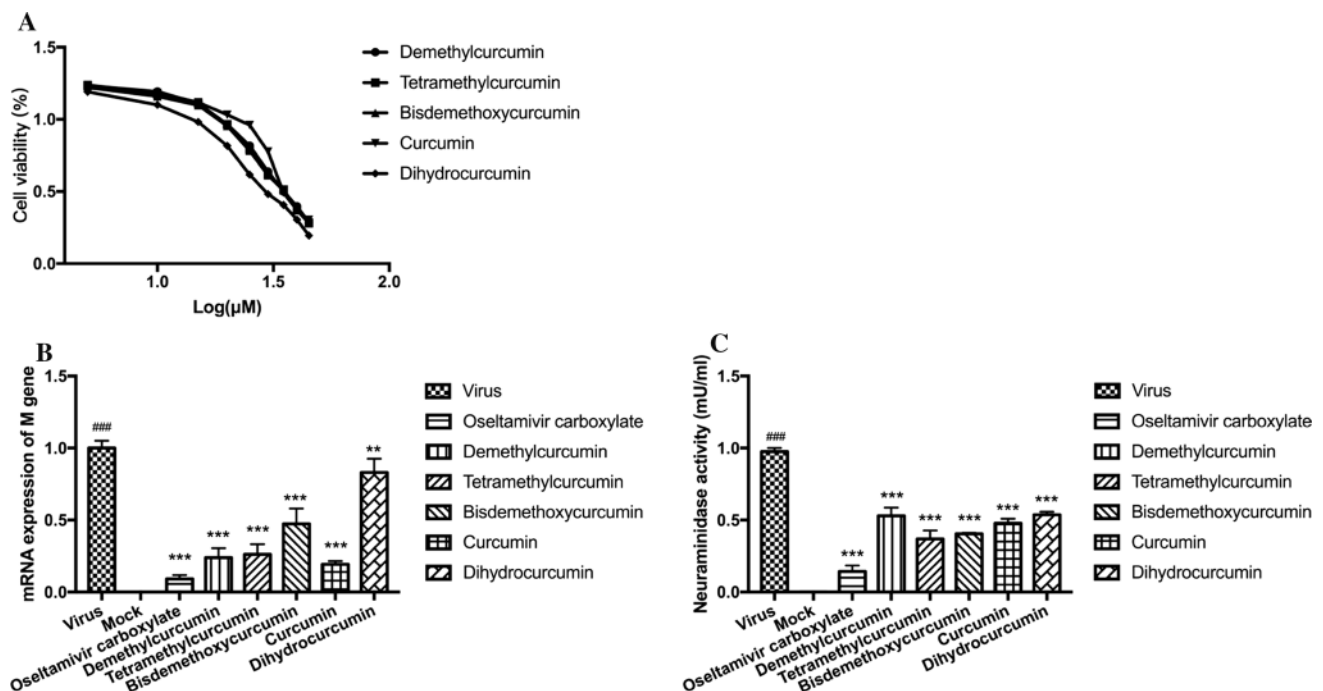 A
1.5
1.0
0.5
0.0
1.0
1.5
2.0
Cell viability (%)
Log(µM)
Demethylcurcumin
Tetramethylcurcumin
Bisdemethoxycurcumin
Curcumin
Dihydrocurcumin
B
mRNA expression of M gene
1.5
1.0
0.5
0.0
###
***
***
***
***
***
**
Virus
Mock
Oseltamivir carboxylate
Demethylcurcumin
Tetramethylcurcumin
Bisdemethoxycurcumin
Curcumin
Dihydrocurcumin
Virus
Oseltamivir carboxylate
Demethylcurcumin
Tetramethylcurcumin
Bisdemethoxycurcumin
Curcumin
Dihydrocurcumin
C
Neuraminidase activity (mU/ml)
1.5
1.0
0.5
0.0
###
***
***
***
***
***
***
Virus
Mock
Oseltamivir carboxylate
Demethylcurcumin
Tetramethylcurcumin
Bisdemethoxycurcumin
Curcumin
Dihydrocurcumin
Virus
Oseltamivir carboxylate
Demethylcurcumin
Tetramethylcurcumin
Bisdemethoxycurcumin
Curcumin
Dihydrocurcumin